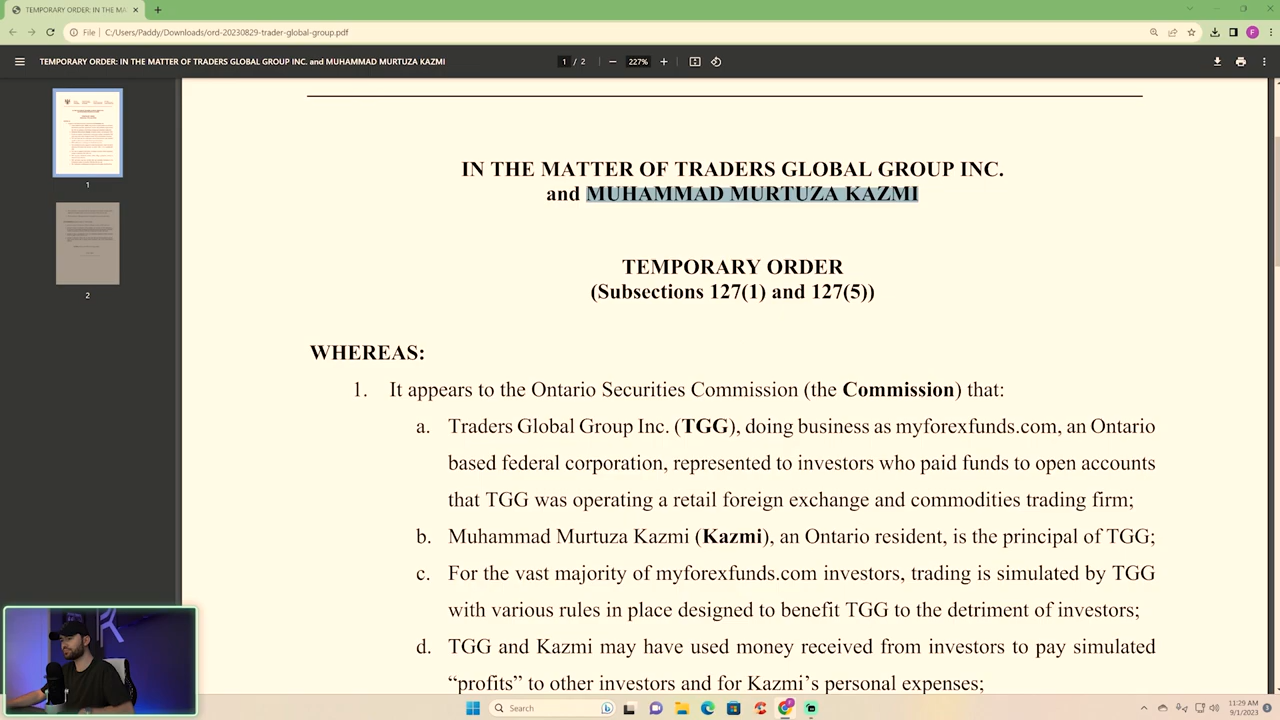 TEMPORARY ORDER: IN THE M
File
C:/Users/Paddy/Downloads/ord-20230829-trader-global-group.pdf
F
TEMPORARY ORDER: IN THE MATTER OF TRADERS GLOBAL GROUP INC. and MUHAMMAD MURTUZA KAZMI
1 / 2
227%
IN THE MATTER OF TRADERS GLOBAL GROUP INC.
and MUHAMMAD MURTUZA KAZMI
TEMPORARY ORDER
(Subsections 127(1) and 127(5))
WHEREAS:
1. It appears to the Ontario Securities Commission (the Commission) that:
a. Traders Global Group Inc. (TGG), doing business as myforexfunds.com, an Ontario
based federal corporation, represented to investors who paid funds to open accounts
that TGG was operating a retail foreign exchange and commodities trading firm;
b. Muhammad Murtuza Kazmi (Kazmi), an Ontario resident, is the principal of TGG;
c. For the vast majority of myforexfunds.com investors, trading is simulated by TGG
with various rules in place designed to benefit TGG to the detriment of investors;
d. TGG and Kazmi may have used money received from investors to pay simulated
“profits” to other investors and for Kazmi’s personal expenses;
1
2
Search
11:29 AM
9/1/2023